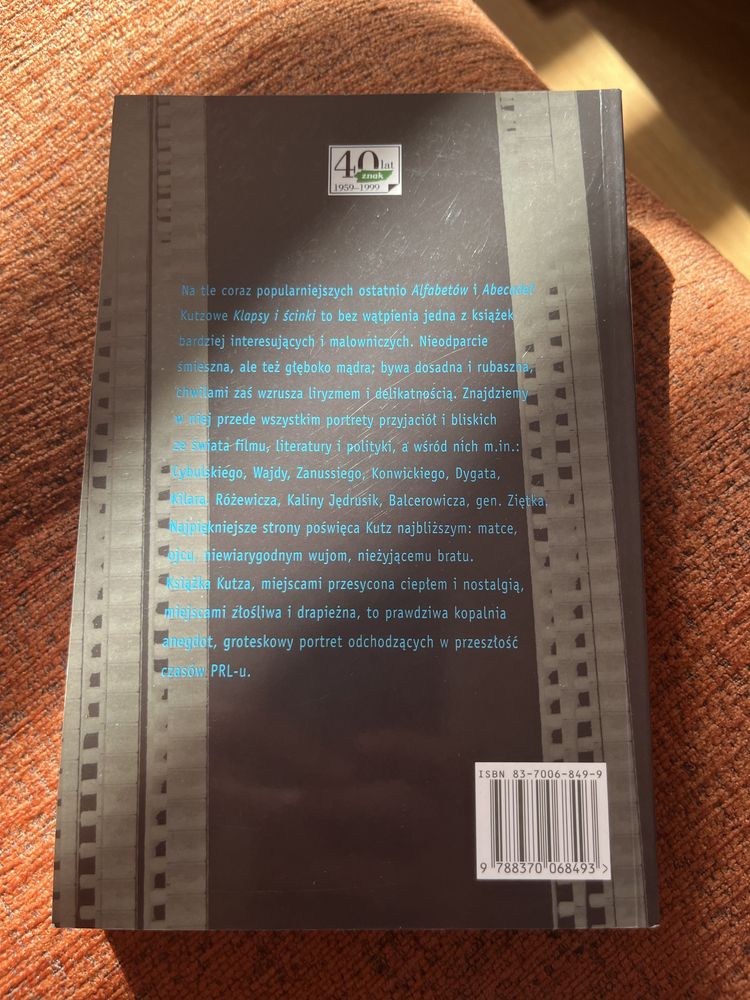 40 lat
znak
1959–1999
Na tle coraz popularniejszych ostatnio Alfabetów i Abecadeł
Kutzowe Klapsy i ścinki to bez wątpienia jedna z książek
bardziej interesujących i malowniczych. Nieodparcie
śmieszna, ale też głęboko mądra; bywa dosadna i rubaszna,
chwilami zaś wzrusza liryzmem i delikatnością. Znajdziemy
w niej przede wszystkim portrety przyjaciół i bliskich
ze świata filmu, literatury i polityki, a wśród nich m.in.:
Cybulskiego, Wajdy, Zanussiego, Konwickiego, Dygata,
Kilara, Różewicza, Kaliny Jędrusik, Balcerowicza, gen. Ziętka.
Najpiękniejsze strony poświęca Kutz najbliższym: matce,
ojcu, niewiarygodnym wujom, nieżyjącemu bratu.
Książka Kutza, miejscami przesycona ciepłem i nostalgią,
miejscami złośliwa i drapieżna, to prawdziwa kopalnia
anegdot, groteskowy portret odchodzących w przeszłość
czasów PRL-u.
ISBN 83-7006-849-9
9 788370 068493 >